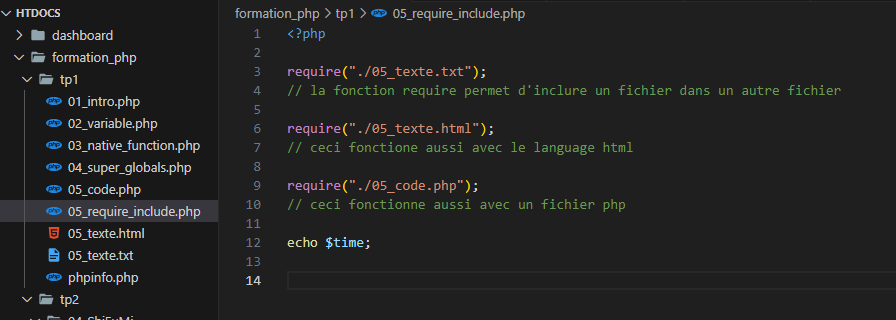 HTDOCS
dashboard
formation_php
tp1
01_intro.php
02_variable.php
03_native_function.php
04_super_globals.php
05_code.php
05_require_include.php
05_texte.html
05_texte.txt
phpinfo.php
tp2
formation_php > tp1 > php 05_require_include.php
1 <?php
2
3 require("./05_texte.txt");
4 // la fonction require permet d'inclure un fichier dans un autre fichier
5
6 require("./05_texte.html");
7 // ceci fonctione aussi avec le language html
8
9 require("./05_code.php");
10 // ceci fonctionne aussi avec un fichier php
11
12 echo $time;
13
14